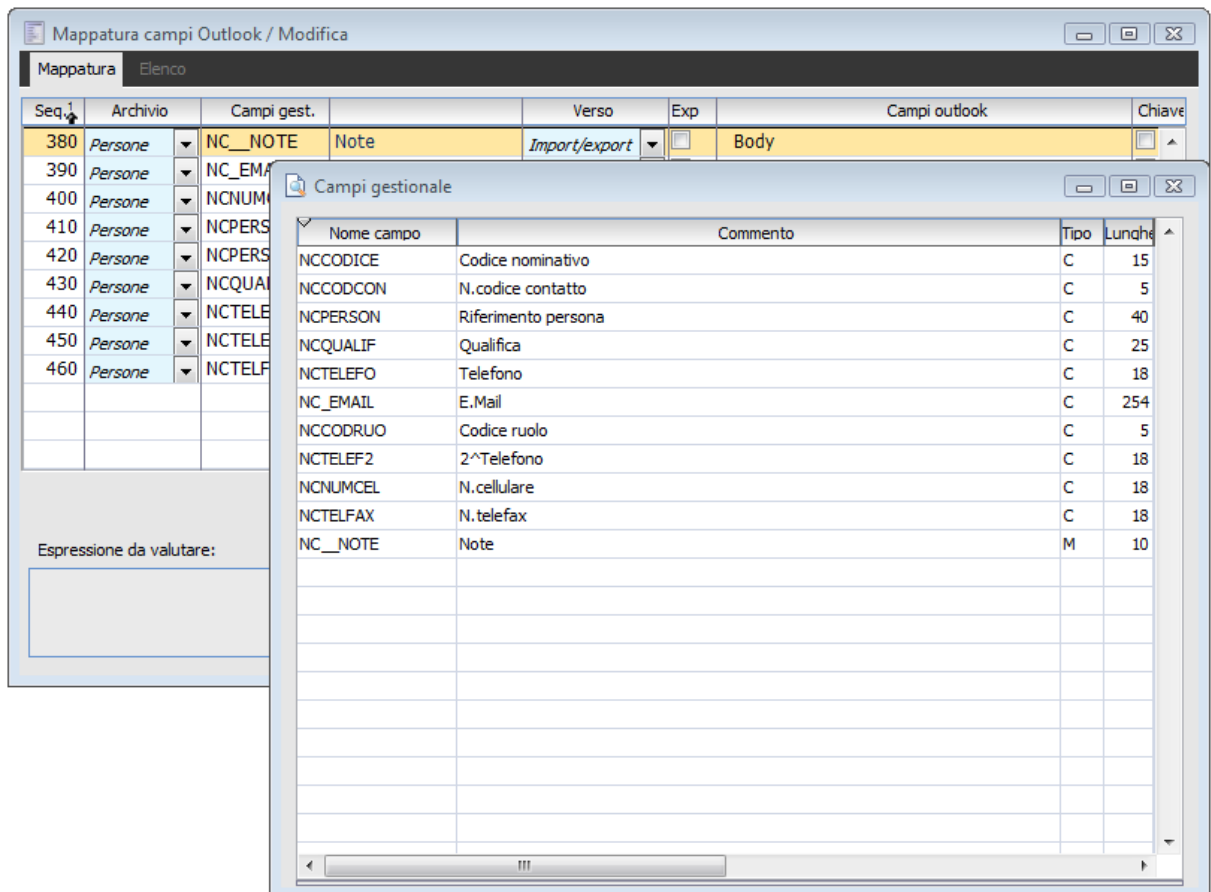 Mappatura campi Outlook / Modifica
Mappatura Elenco
Seq. 1 Archivio Campi gest. Verso Exp Campi outlook Chiave
380 Persone NC__NOTE Note Import/export Body
390 Persone NC_EMA
400 Persone NCNUM
410 Persone NCPERS
420 Persone NCPERS
430 Persone NCQUAL
440 Persone NCTELE
450 Persone NCTELE
460 Persone NCTELF
Espressione da valutare:
Campi gestionale
Nome campo Commento Tipo Lunghe
NCCODICE Codice nominativo C 15
NCCODCON N.codice contatto C 5
NCPERSON Riferimento persona C 40
NCQUALIF Qualifica C 25
NCTELEFO Telefono C 18
NC_EMAIL E.Mail C 254
NCCODRUO Codice ruolo C 5
NCTELEF2 2^Telefono C 18
NCNUMCEL N.cellulare C 18
NCTELFAX N.telefax C 18
NC__NOTE Note M 10